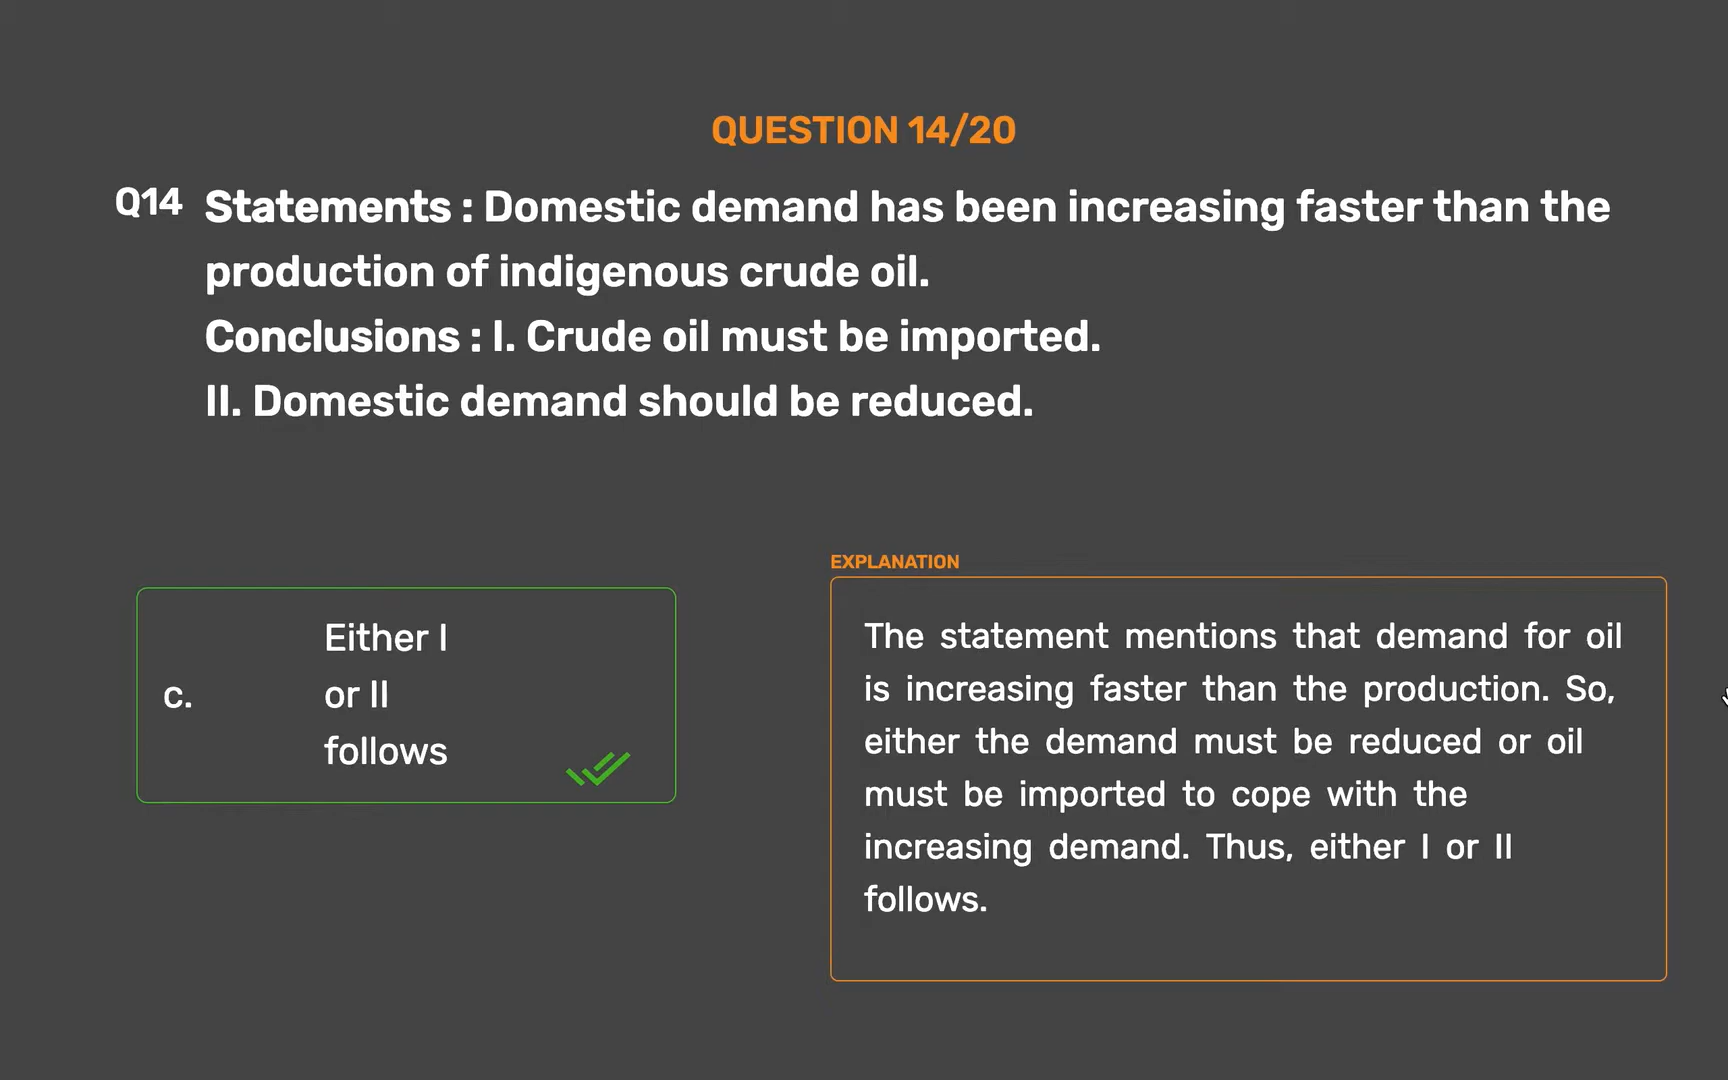 QUESTION 14/20
Q14 Statements : Domestic demand has been increasing faster than the
production of indigenous crude oil.
Conclusions : I. Crude oil must be imported.
II. Domestic demand should be reduced.
EXPLANATION
Either I
c. or II
follows
The statement mentions that demand for oil
is increasing faster than the production. So,
either the demand must be reduced or oil
must be imported to cope with the
increasing demand. Thus, either I or II
follows.